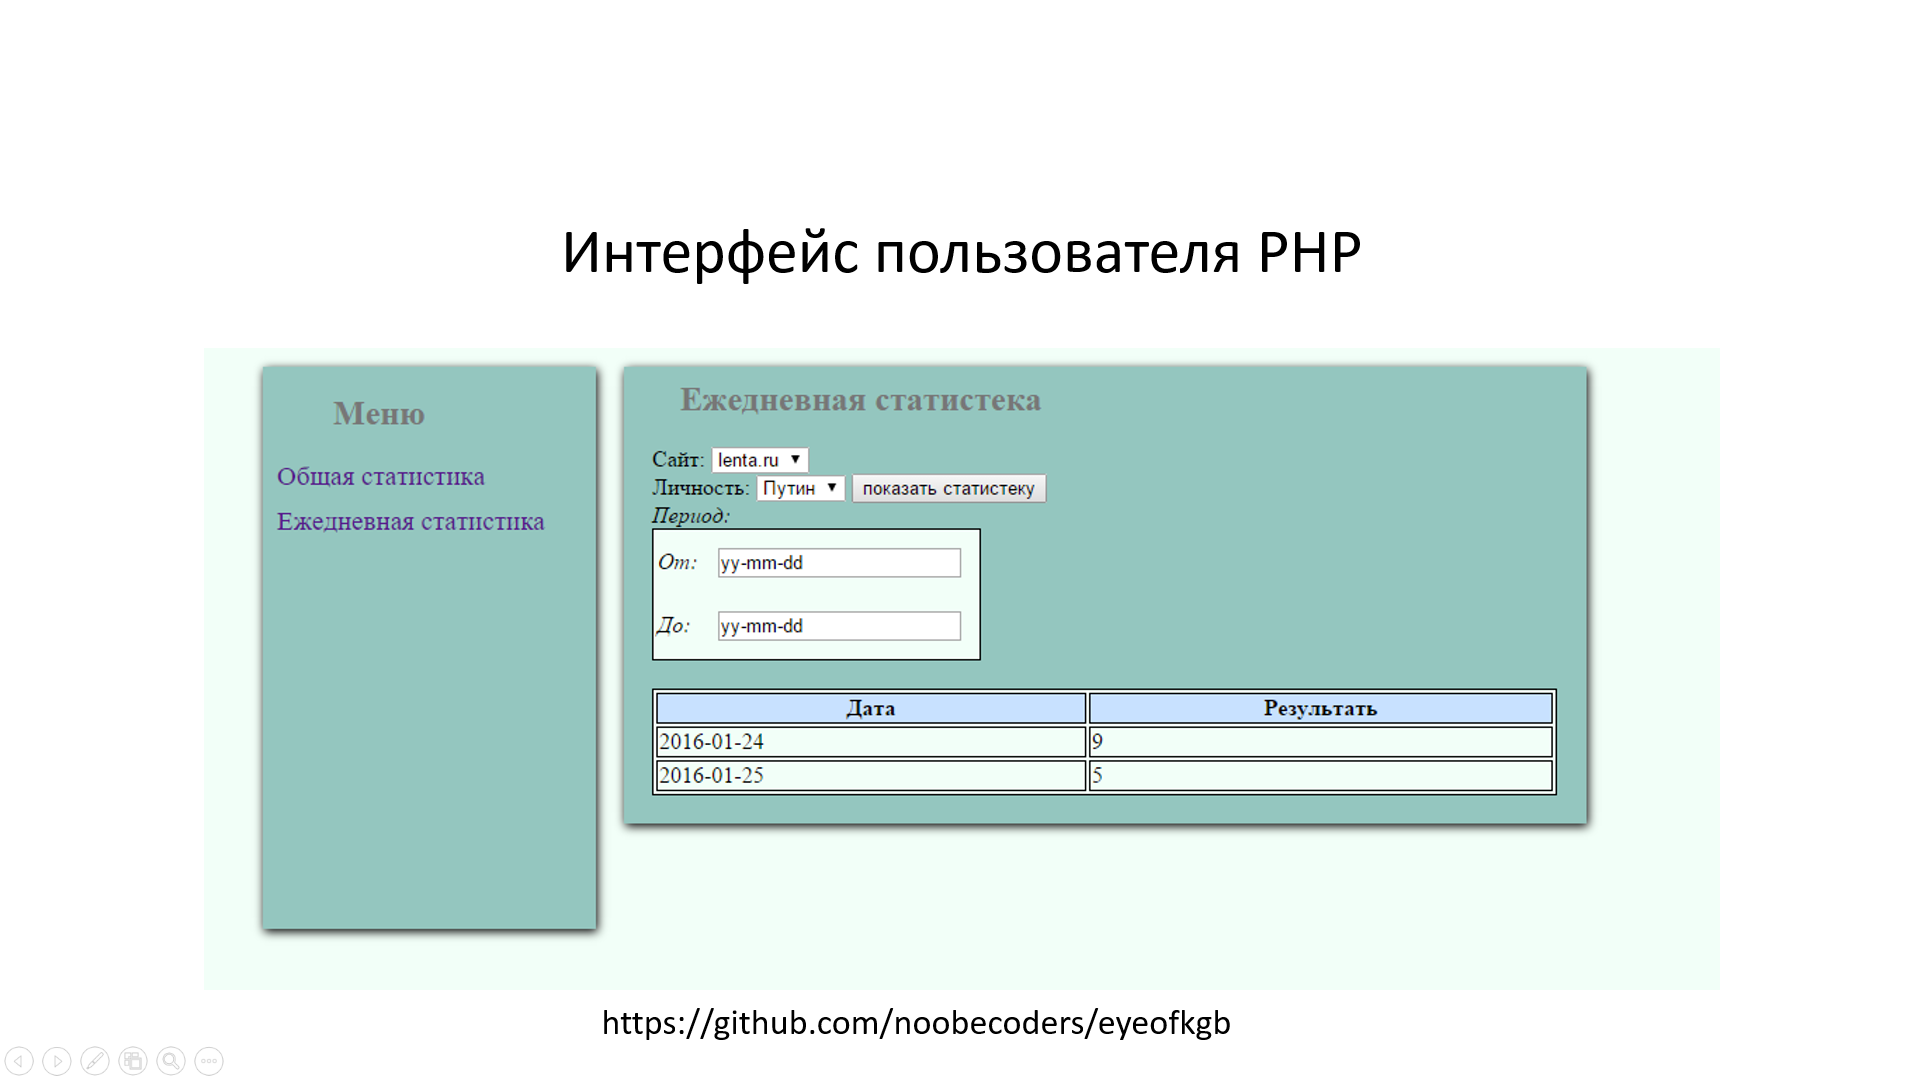 Интерфейс пользователя PHP
Меню
Общая статистика
Ежедневная статистика
Ежедневная статистека
Сайт: lenta.ru
Личность: Путин показать статистеку
Период:
От: yy-mm-dd
До: yy-mm-dd
Дата Результать
2016-01-24 9
2016-01-25 5
https://github.com/noobecoders/eyeofkgb